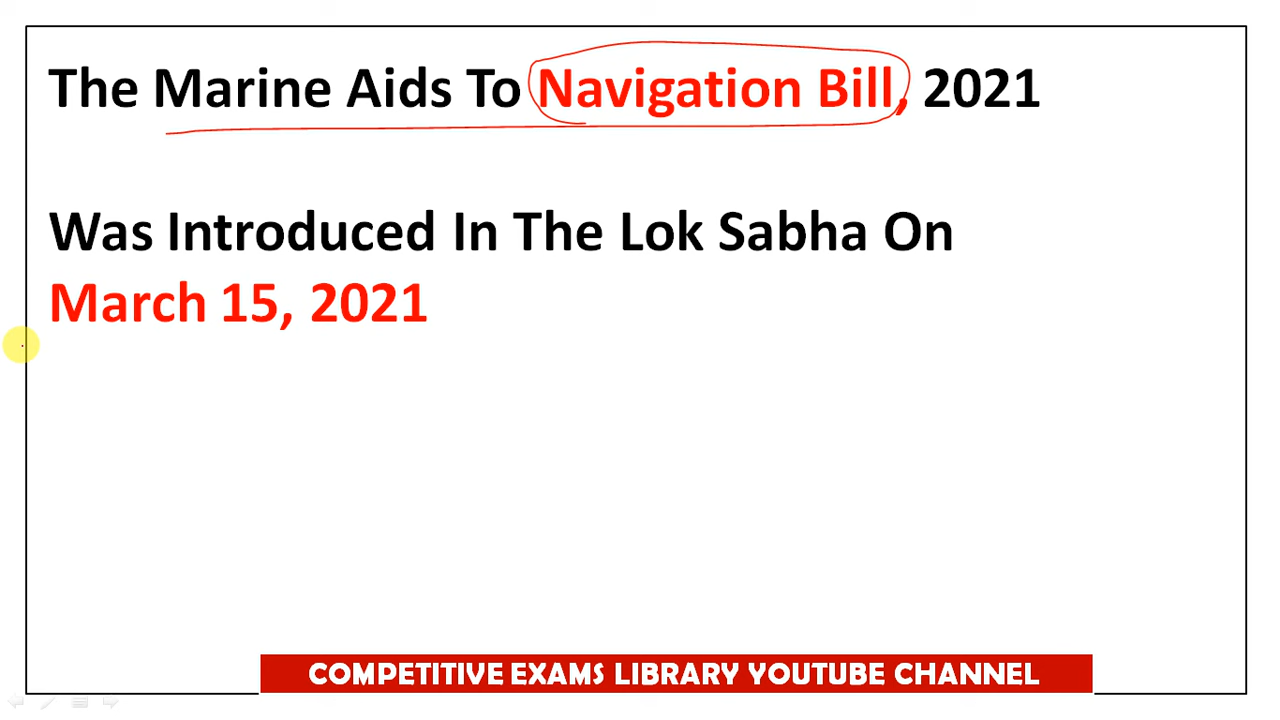 The Marine Aids To Navigation Bill, 2021
Was Introduced In The Lok Sabha On
March 15, 2021
COMPETITIVE EXAMS LIBRARY YOUTUBE CHANNEL